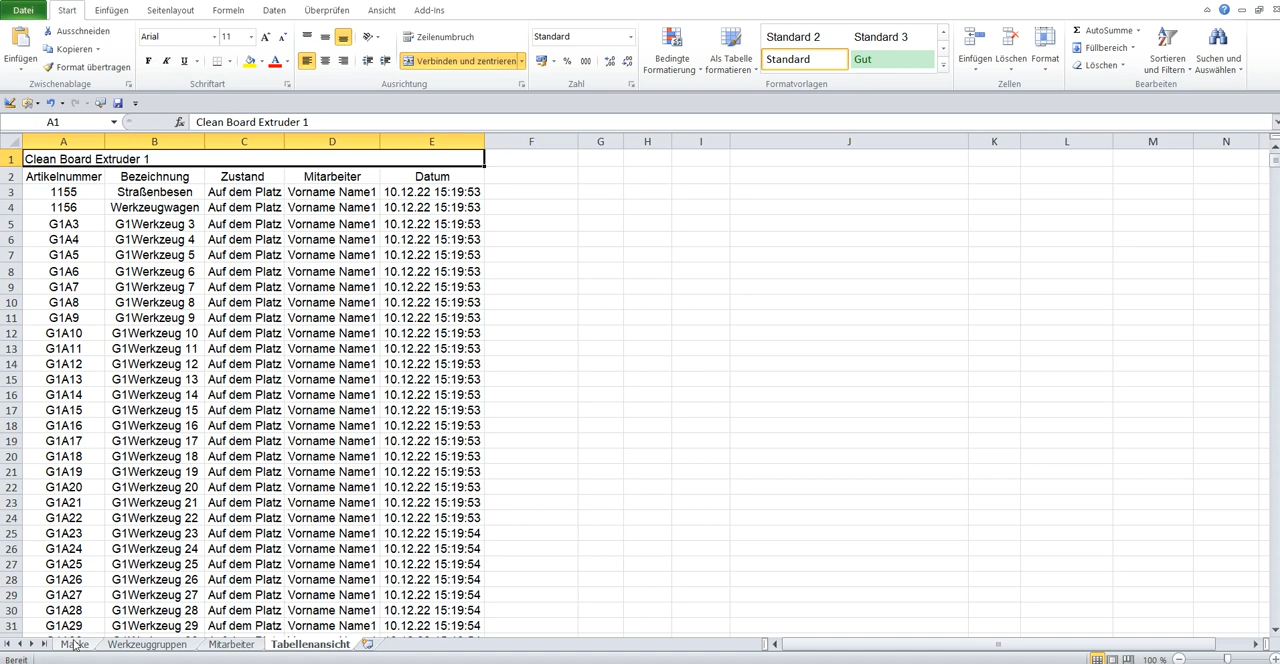 Datei Start Einfügen Seitenlayout Formeln Daten Überprüfen Ansicht Add-Ins
Einfügen
Ausschneiden
Kopieren
Format übertragen
Zwischenablage
Arial 11
F K U
Schriftart
Zeilenumbruch
Verbinden und zentrieren
Ausrichtung
Standard
% 000
Zahl
Bedingte Formatierung
Als Tabelle formatieren
Standard 2 Standard 3
Standard Gut
Formatvorlagen
Einfügen Löschen Format
Zellen
AutoSumme
Füllbereich
Löschen
Sortieren und Filtern
Suchen und Auswählen
Bearbeiten
A1 fx Clean Board Extruder 1
A B C D E F G H I J K L M N
1 Clean Board Extruder 1
2 Artikelnummer Bezeichnung Zustand Mitarbeiter Datum
3 1155 Straßenbesen Auf dem Platz Vorname Name1 10.12.22 15:19:53
4 1156 Werkzeugwagen Auf dem Platz Vorname Name1 10.12.22 15:19:53
5 G1A3 G1Werkzeug 3 Auf dem Platz Vorname Name1 10.12.22 15:19:53
6 G1A4 G1Werkzeug 4 Auf dem Platz Vorname Name1 10.12.22 15:19:53
7 G1A5 G1Werkzeug 5 Auf dem Platz Vorname Name1 10.12.22 15:19:53
8 G1A6 G1Werkzeug 6 Auf dem Platz Vorname Name1 10.12.22 15:19:53
9 G1A7 G1Werkzeug 7 Auf dem Platz Vorname Name1 10.12.22 15:19:53
10 G1A8 G1Werkzeug 8 Auf dem Platz Vorname Name1 10.12.22 15:19:53
11 G1A9 G1Werkzeug 9 Auf dem Platz Vorname Name1 10.12.22 15:19:53
12 G1A10 G1Werkzeug 10 Auf dem Platz Vorname Name1 10.12.22 15:19:53
13 G1A11 G1Werkzeug 11 Auf dem Platz Vorname Name1 10.12.22 15:19:53
14 G1A12 G1Werkzeug 12 Auf dem Platz Vorname Name1 10.12.22 15:19:53
15 G1A13 G1Werkzeug 13 Auf dem Platz Vorname Name1 10.12.22 15:19:53
16 G1A14 G1Werkzeug 14 Auf dem Platz Vorname Name1 10.12.22 15:19:53
17 G1A15 G1Werkzeug 15 Auf dem Platz Vorname Name1 10.12.22 15:19:53
18 G1A16 G1Werkzeug 16 Auf dem Platz Vorname Name1 10.12.22 15:19:53
19 G1A17 G1Werkzeug 17 Auf dem Platz Vorname Name1 10.12.22 15:19:53
20 G1A18 G1Werkzeug 18 Auf dem Platz Vorname Name1 10.12.22 15:19:53
21 G1A19 G1Werkzeug 19 Auf dem Platz Vorname Name1 10.12.22 15:19:53
22 G1A20 G1Werkzeug 20 Auf dem Platz Vorname Name1 10.12.22 15:19:53
23 G1A21 G1Werkzeug 21 Auf dem Platz Vorname Name1 10.12.22 15:19:53
24 G1A22 G1Werkzeug 22 Auf dem Platz Vorname Name1 10.12.22 15:19:53
25 G1A23 G1Werkzeug 23 Auf dem Platz Vorname Name1 10.12.22 15:19:54
26 G1A24 G1Werkzeug 24 Auf dem Platz Vorname Name1 10.12.22 15:19:54
27 G1A25 G1Werkzeug 25 Auf dem Platz Vorname Name1 10.12.22 15:19:54
28 G1A26 G1Werkzeug 26 Auf dem Platz Vorname Name1 10.12.22 15:19:54
29 G1A27 G1Werkzeug 27 Auf dem Platz Vorname Name1 10.12.22 15:19:54
30 G1A28 G1Werkzeug 28 Auf dem Platz Vorname Name1 10.12.22 15:19:54
31 G1A29 G1Werkzeug 29 Auf dem Platz Vorname Name1 10.12.22 15:19:54
Werkzeuggruppen Mitarbeiter Tabellenansicht
Bereit 100 %